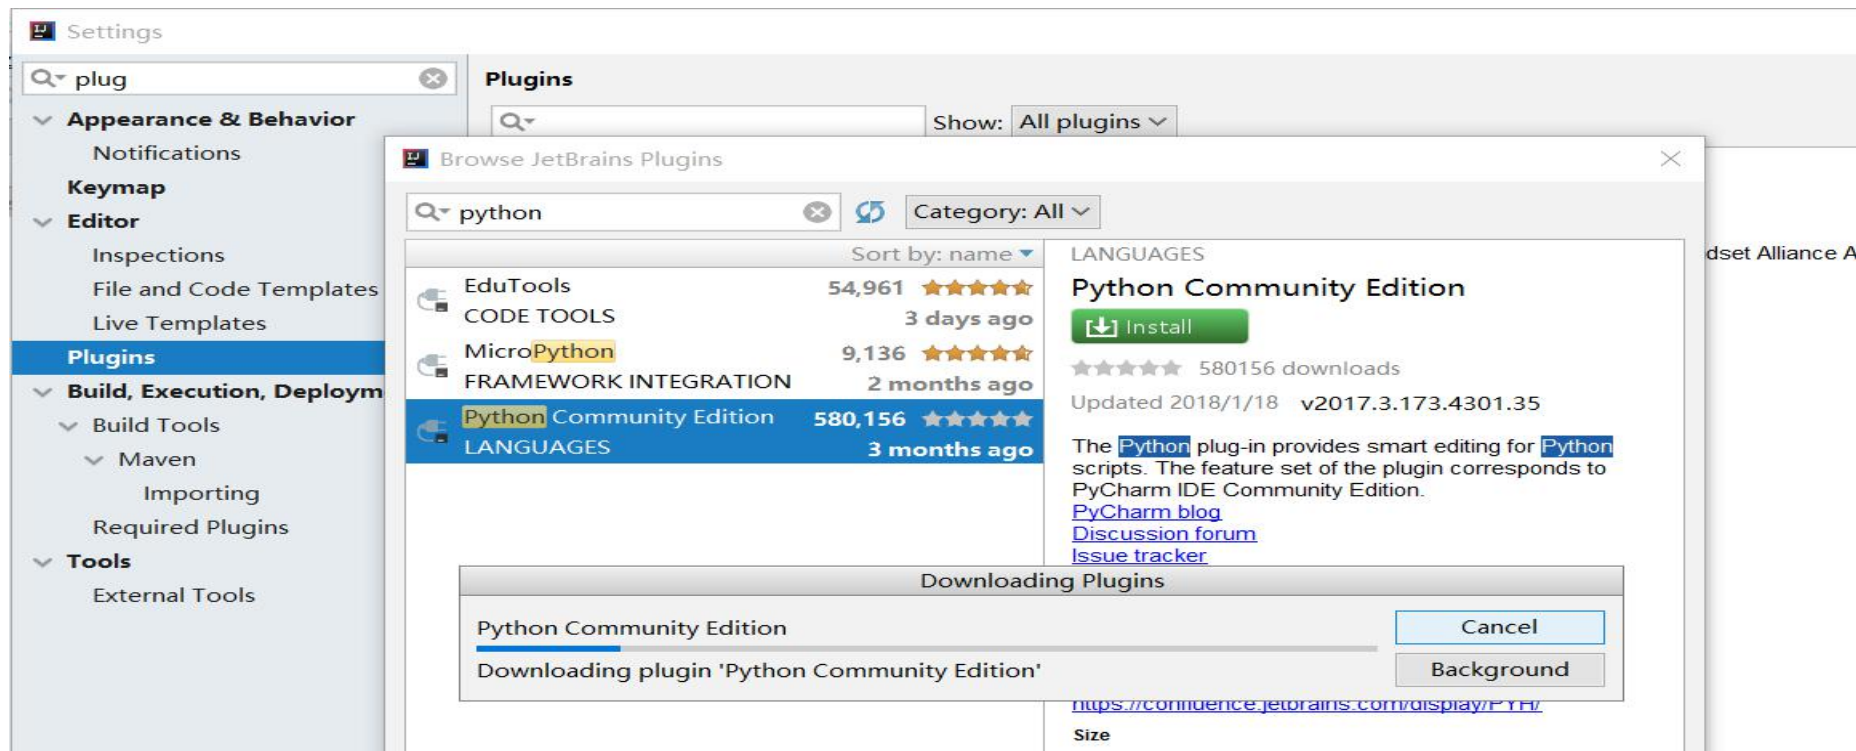 Settings
plug
Plugins
Appearance & Behavior
Show: All plugins
Notifications
Browse JetBrains Plugins
Keymap
python
Category: All
Editor
Sort by: name
LANGUAGES
Inspections
dset Alliance A
EduTools 54,961
Python Community Edition
File and Code Templates
CODE TOOLS 3 days ago
Install
Live Templates
MicroPython 9,136
Plugins
580156 downloads
FRAMEWORK INTEGRATION 2 months ago
Build, Execution, Deploym
Updated 2018/1/18 v2017.3.173.4301.35
Python Community Edition 580,156
Build Tools
LANGUAGES 3 months ago
The Python plug-in provides smart editing for Python
Maven
scripts. The feature set of the plugin corresponds to
Importing
PyCharm IDE Community Edition.
PyCharm blog
Required Plugins
Discussion forum
Tools
Issue tracker
External Tools
Downloading Plugins
Python Community Edition
Cancel
Downloading plugin 'Python Community Edition'
Background
https://confluence.jetbrains.com/display/PYH/
Size